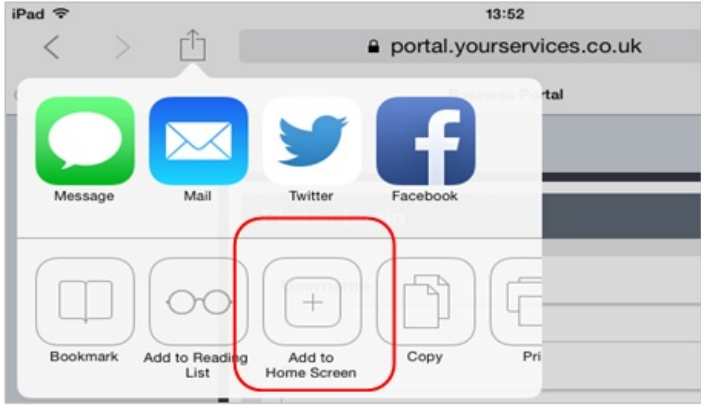 iPad 13:52
portal.yourservices.co.uk
Business Portal
Message Mail Twitter Facebook
Username
Bookmark Add to Reading List Add to Home Screen Copy Pri